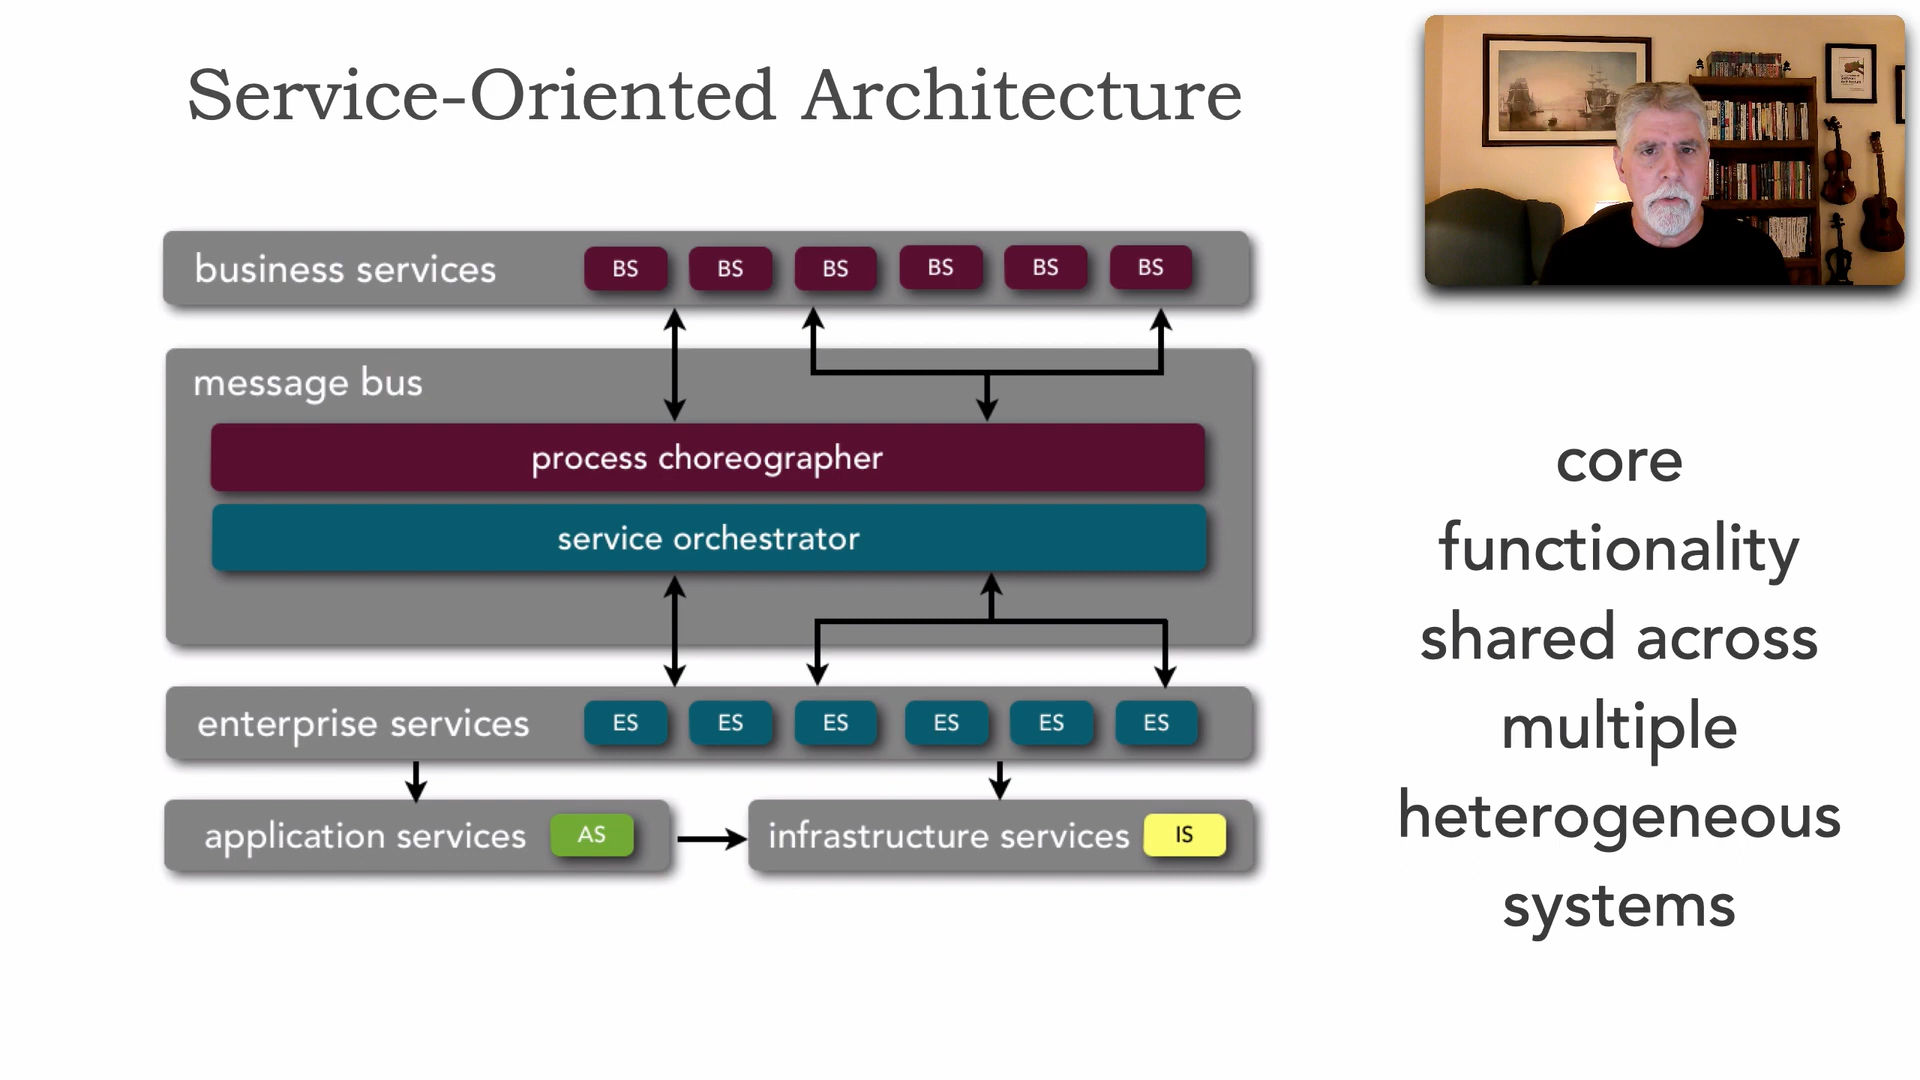 Service-Oriented Architecture
business services BS BS BS BS BS BS
message bus
process choreographer
service orchestrator
enterprise services ES ES ES ES ES ES
application services AS infrastructure services IS
core
functionality
shared across
multiple
heterogeneous
systems